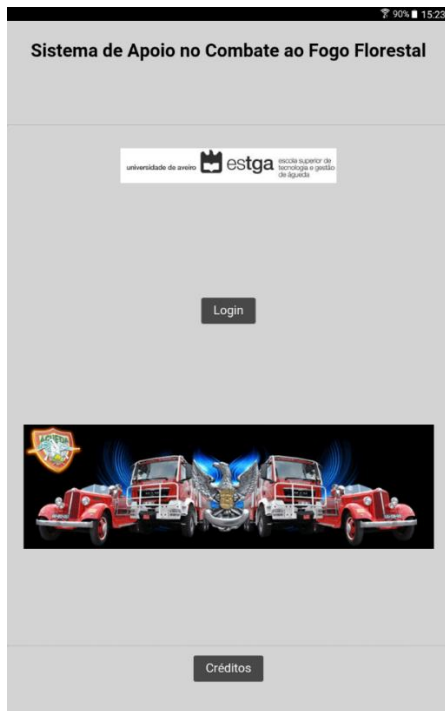 90% 15:23
Sistema de Apoio no Combate ao Fogo Florestal
universidade de aveiro estga escola superior de
tecnologia e gestão
de águeda
Login
ÁGUEDA
Créditos